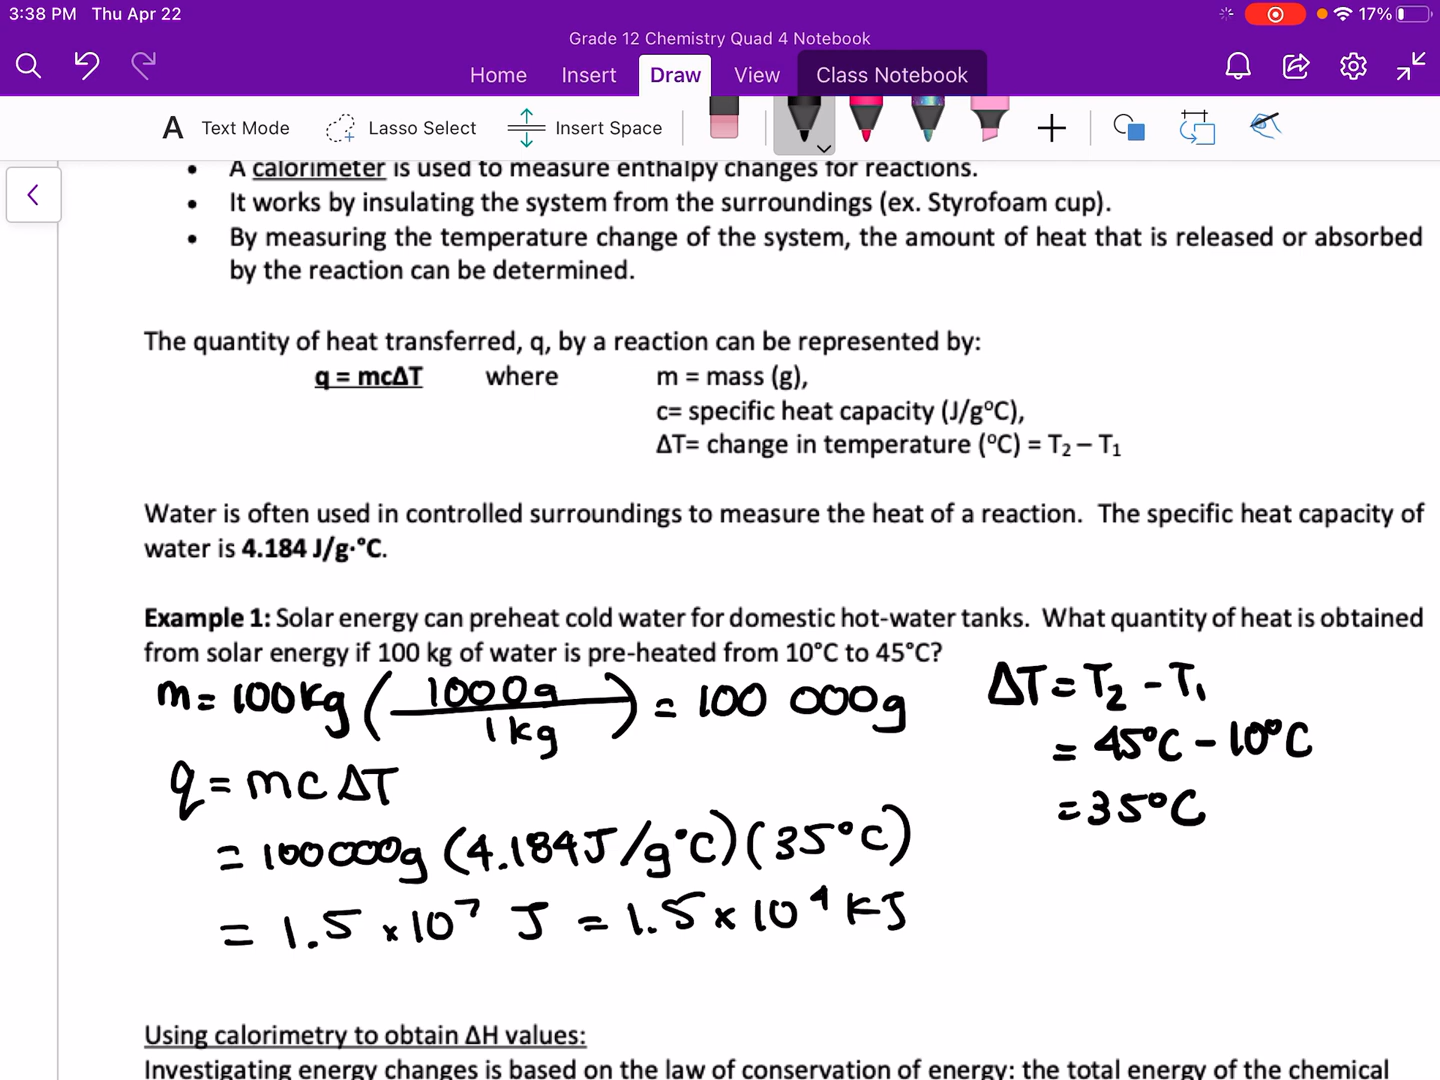 3:38 PM Thu Apr 22
17%
Grade 12 Chemistry Quad 4 Notebook
Home Insert Draw View Class Notebook
A Text Mode Lasso Select Insert Space
• A calorimeter is used to measure enthalpy changes for reactions.
• It works by insulating the system from the surroundings (ex. Styrofoam cup).
• By measuring the temperature change of the system, the amount of heat that is released or absorbed
by the reaction can be determined.
The quantity of heat transferred, q, by a reaction can be represented by:
q = mcΔT where m = mass (g),
c= specific heat capacity (J/g°C),
ΔT= change in temperature (°C) = T₂ – T₁
Water is often used in controlled surroundings to measure the heat of a reaction. The specific heat capacity of
water is 4.184 J/g·°C.
Example 1: Solar energy can preheat cold water for domestic hot-water tanks. What quantity of heat is obtained
from solar energy if 100 kg of water is pre-heated from 10°C to 45°C?
m = 100kg (1000g / 1kg) = 100 000g
q = mcΔT
= 100000g (4.184J/g°C)(35°C)
= 1.5 × 10⁷ J = 1.5 × 10⁴ kJ
ΔT = T₂ - T₁
= 45°C - 10°C
= 35°C
Using calorimetry to obtain ΔH values:
Investigating energy changes is based on the law of conservation of energy: the total energy of the chemical